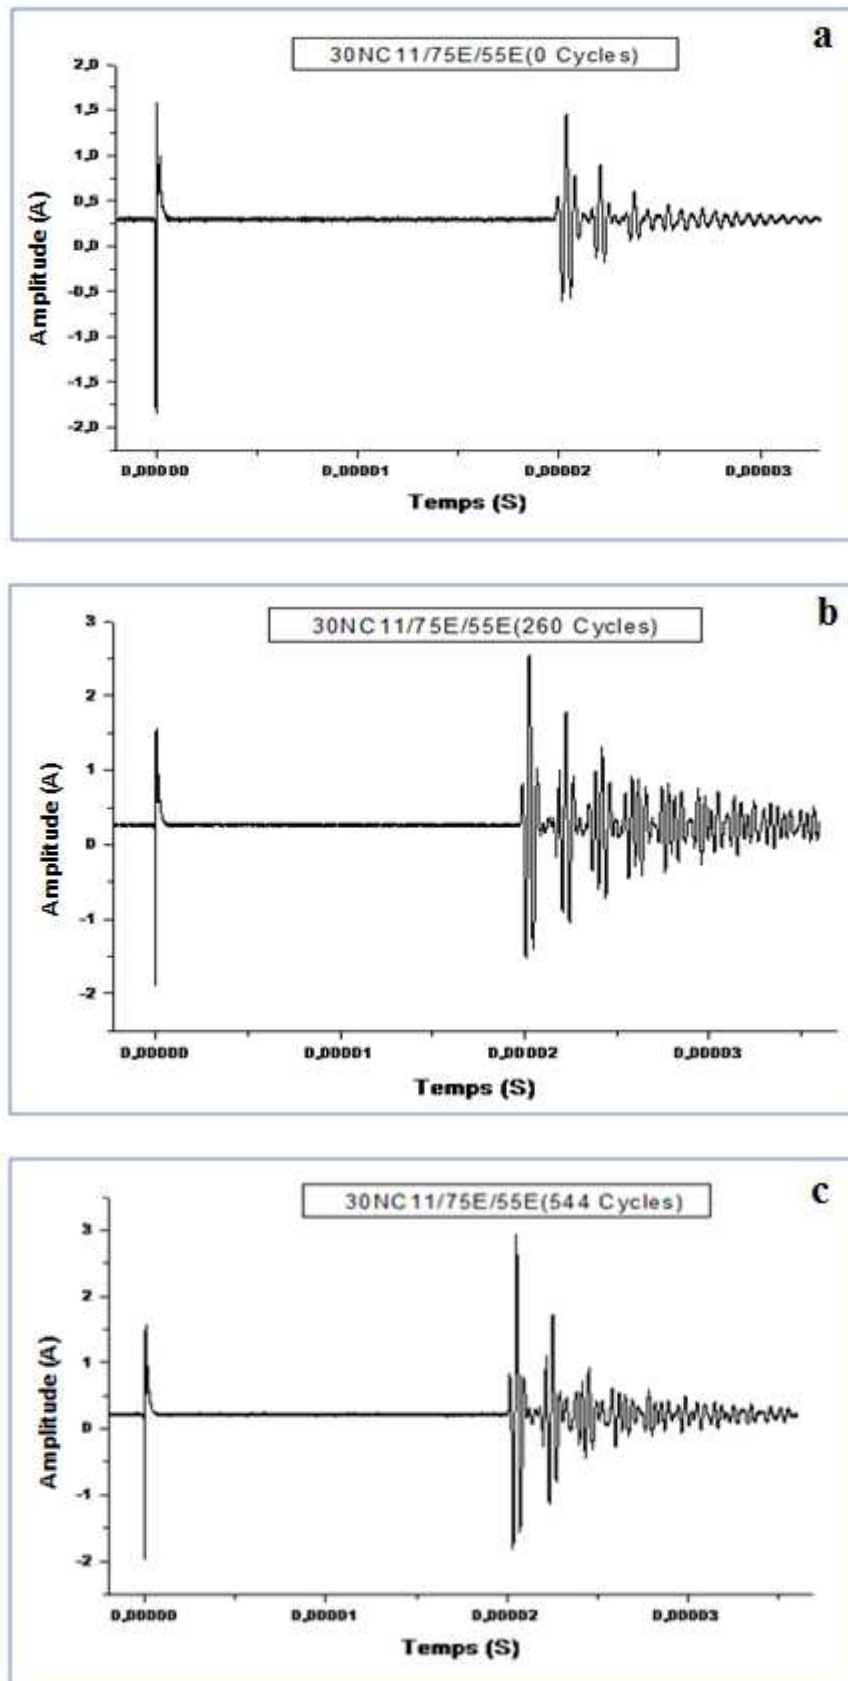 a
30NC11/75E/55E(0 Cycles)
2,0
1,5
1,0
0,5
0,0
-0,5
-1,0
-1,5
-2,0
Amplitude (A)
0,00000 0,00001 0,00002 0,00003
Temps (S)
b
30NC11/75E/55E(260 Cycles)
3
2
1
0
-1
-2
Amplitude (A)
0,00000 0,00001 0,00002 0,00003
Temps (S)
c
30NC11/75E/55E(544 Cycles)
3
2
1
0
-1
-2
Amplitude (A)
0,00000 0,00001 0,00002 0,00003
Temps (S)